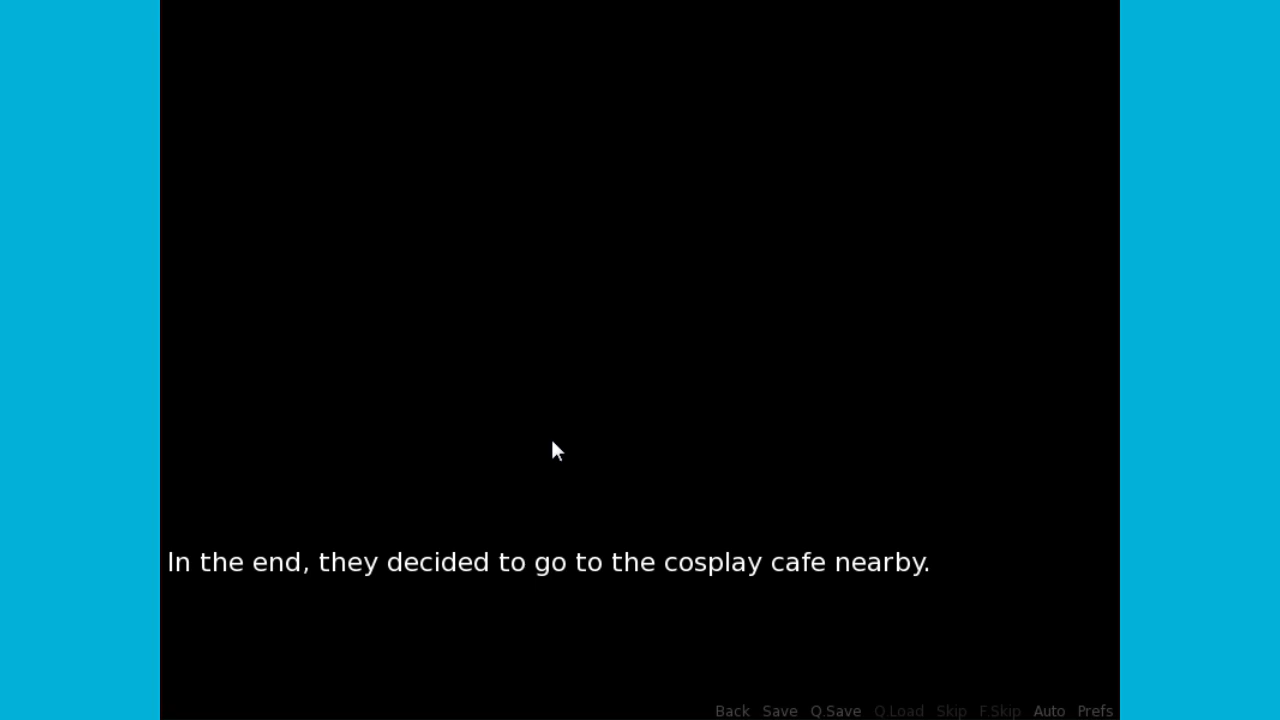 In the end, they decided to go to the cosplay cafe nearby.
Back Save Q.Save Q.Load Skip F.Skip Auto Prefs